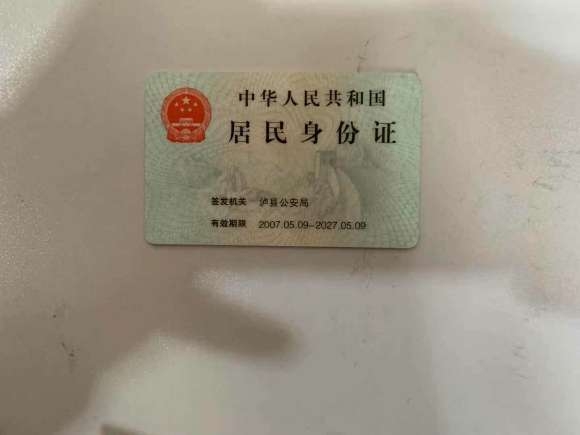 中华人民共和国
居民身份证
签发机关 泸县公安局
有效期限 2007.05.09-2027.05.09